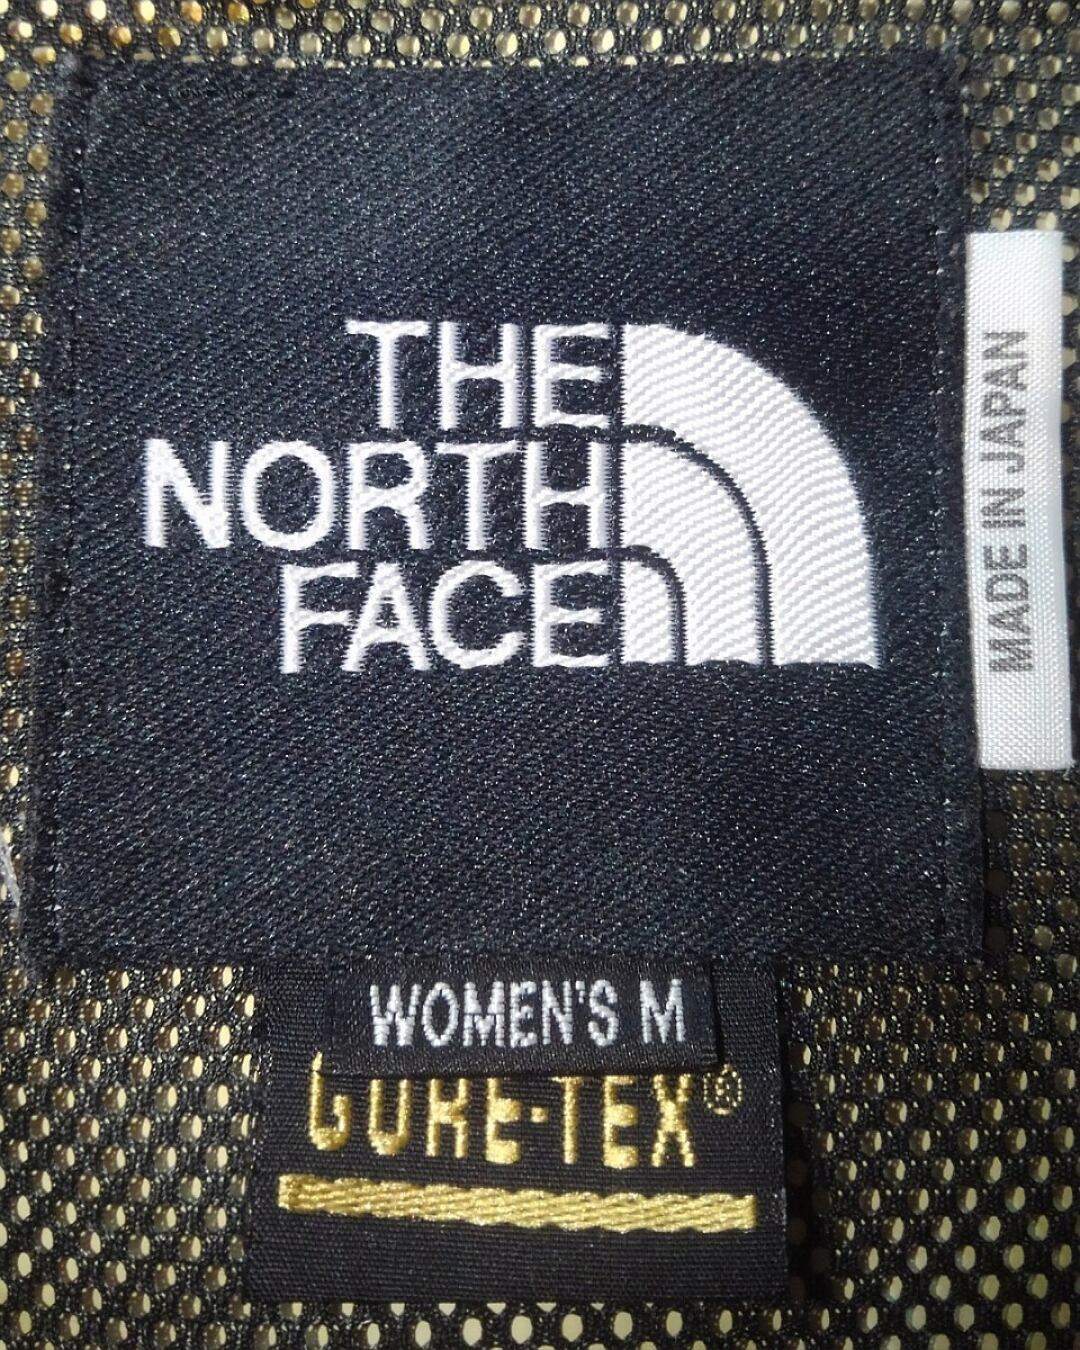 THE
NORTH
FACE
MADE IN JAPAN
WOMEN'S M
GORE-TEX®